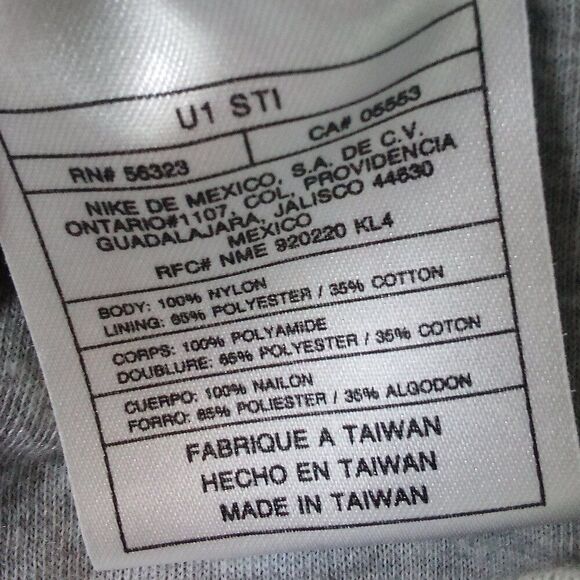 U1 STI
RN# 56323 CA# 05553
NIKE DE MEXICO, S.A. DE C.V.
ONTARIO#1107, COL. PROVIDENCIA
GUADALAJARA, JALISCO 44630
MEXICO
RFC# NME 920220 KL4
BODY: 100% NYLON
LINING: 65% POLYESTER / 35% COTTON
CORPS: 100% POLYAMIDE
DOUBLURE: 65% POLYESTER / 35% COTON
CUERPO: 100% NAILON
FORRO: 65% POLIESTER / 35% ALGODON
FABRIQUE A TAIWAN
HECHO EN TAIWAN
MADE IN TAIWAN